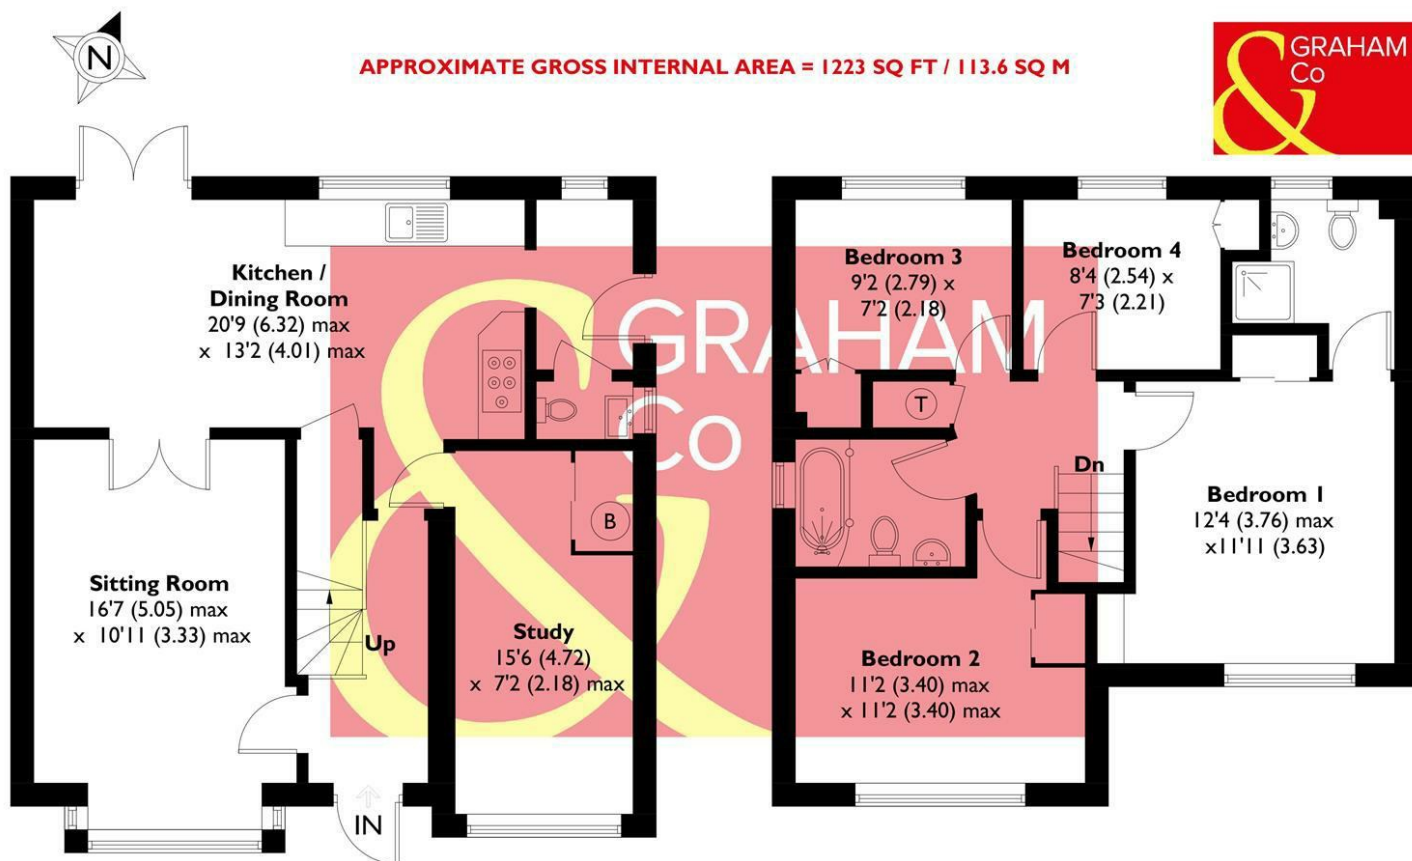 N
APPROXIMATE GROSS INTERNAL AREA = 1223 SQ FT / 113.6 SQ M
& GRAHAM
Co
Kitchen /
Dining Room
20'9 (6.32) max
x 13'2 (4.01) max
Sitting Room
16'7 (5.05) max
x 10'11 (3.33) max
Up
IN
Study
15'6 (4.72)
x 7'2 (2.18) max
B
& GRAHAM
Co
Bedroom 3
9'2 (2.79) x
7'2 (2.18)
Bedroom 4
8'4 (2.54) x
7'3 (2.21)
T
Dn
Bedroom 1
12'4 (3.76) max
x11'11 (3.63)
Bedroom 2
11'2 (3.40) max
x 11'2 (3.40) max